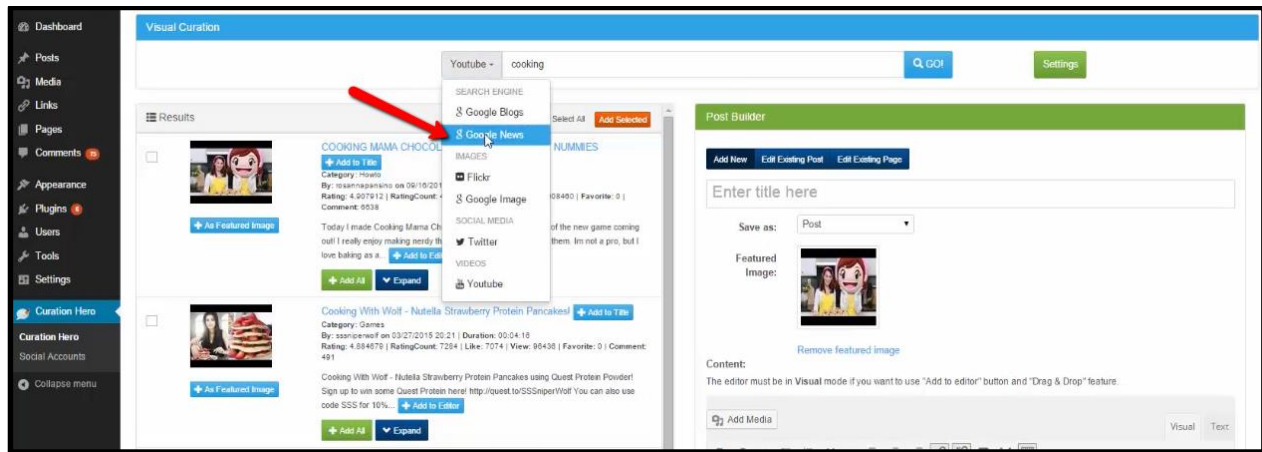 Dashboard
Posts
Media
Links
Pages
Comments
Appearance
Plugins
Users
Tools
Settings
Curation Hero
Curation Hero
Social Accounts
Collapse menu
Visual Curation
Youtube
cooking
GO!
Settings
SEARCH ENGINE
Google Blogs
Google News
IMAGES
Flickr
Google Image
SOCIAL MEDIA
Twitter
VIDEOS
Youtube
Results
Select All
Add Selected
COOKING MAMA CHOCOL NUMMIES
Add to Title
Category: Howto
By: rosannapansino on 09/16/201
Rating: 4.907912 | RatingCount: 08460 | Favorite: 0 |
Comment: 6638
Today I made Cooking Mama Ch of the new game coming
out! I really enjoy making nerdy th them. Im not a pro, but I
love baking as a... Add to Edi
As Featured Image
Add All
Expand
Cooking With Wolf - Nutella Strawberry Protein Pancakes! Add to Title
Category: Games
By: sssniperwolf on 03/27/2015 20:21 | Duration: 00:04:16
Rating: 4.884679 | RatingCount: 7284 | Like: 7074 | View: 96436 | Favorite: 0 | Comment:
491
Cooking With Wolf - Nutella Strawberry Protein Pancakes using Quest Protein Powder!
Sign up to win some Quest Protein here! http://quest.to/SSSniperWolf You can also use
code SSS for 10%... Add to Editor
As Featured Image
Add All
Expand
Post Builder
Add New
Edit Existing Post
Edit Existing Page
Enter title here
Save as:
Post
Featured
Image:
Remove featured image
Content:
The editor must be in Visual mode if you want to use "Add to editor" button and "Drag & Drop" feature.
Add Media
Visual
Text